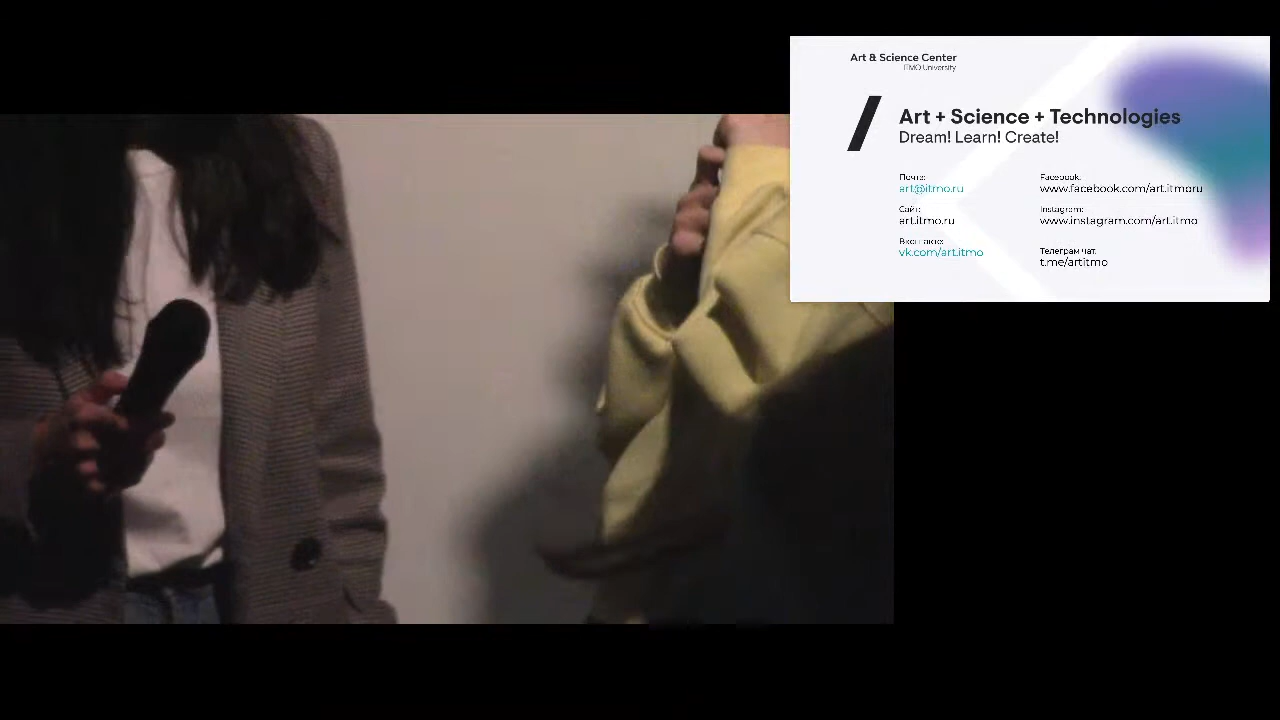 Art & Science Center
ITMO University
Art + Science + Technologies
Dream! Learn! Create!
Почта:
art@itmo.ru
Сайт:
art.itmo.ru
Вконтакте:
vk.com/art.itmo
Facebook:
www.facebook.com/art.itmoru
Instagram:
www.instagram.com/art.itmo
Телеграм чат:
t.me/artitmo